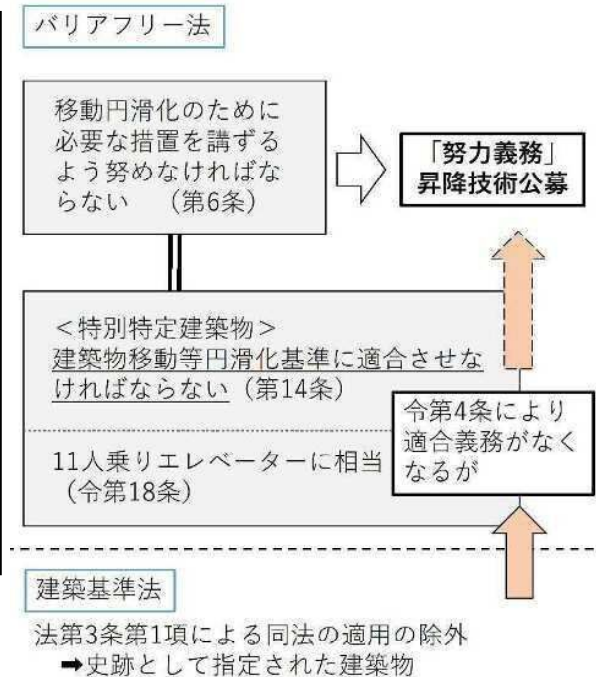 バリアフリー法
移動円滑化のために
必要な措置を講ずる
よう努めなければな
らない　（第6条）
「努力義務」
昇降技術公募
＜特別特定建築物＞
建築物移動等円滑化基準に適合させな
ければならない（第14条）
令第4条により
適合義務がなく
なるが
11人乗りエレベーターに相当
（令第18条）
建築基準法
法第3条第1項による同法の適用の除外
➡史跡として指定された建築物